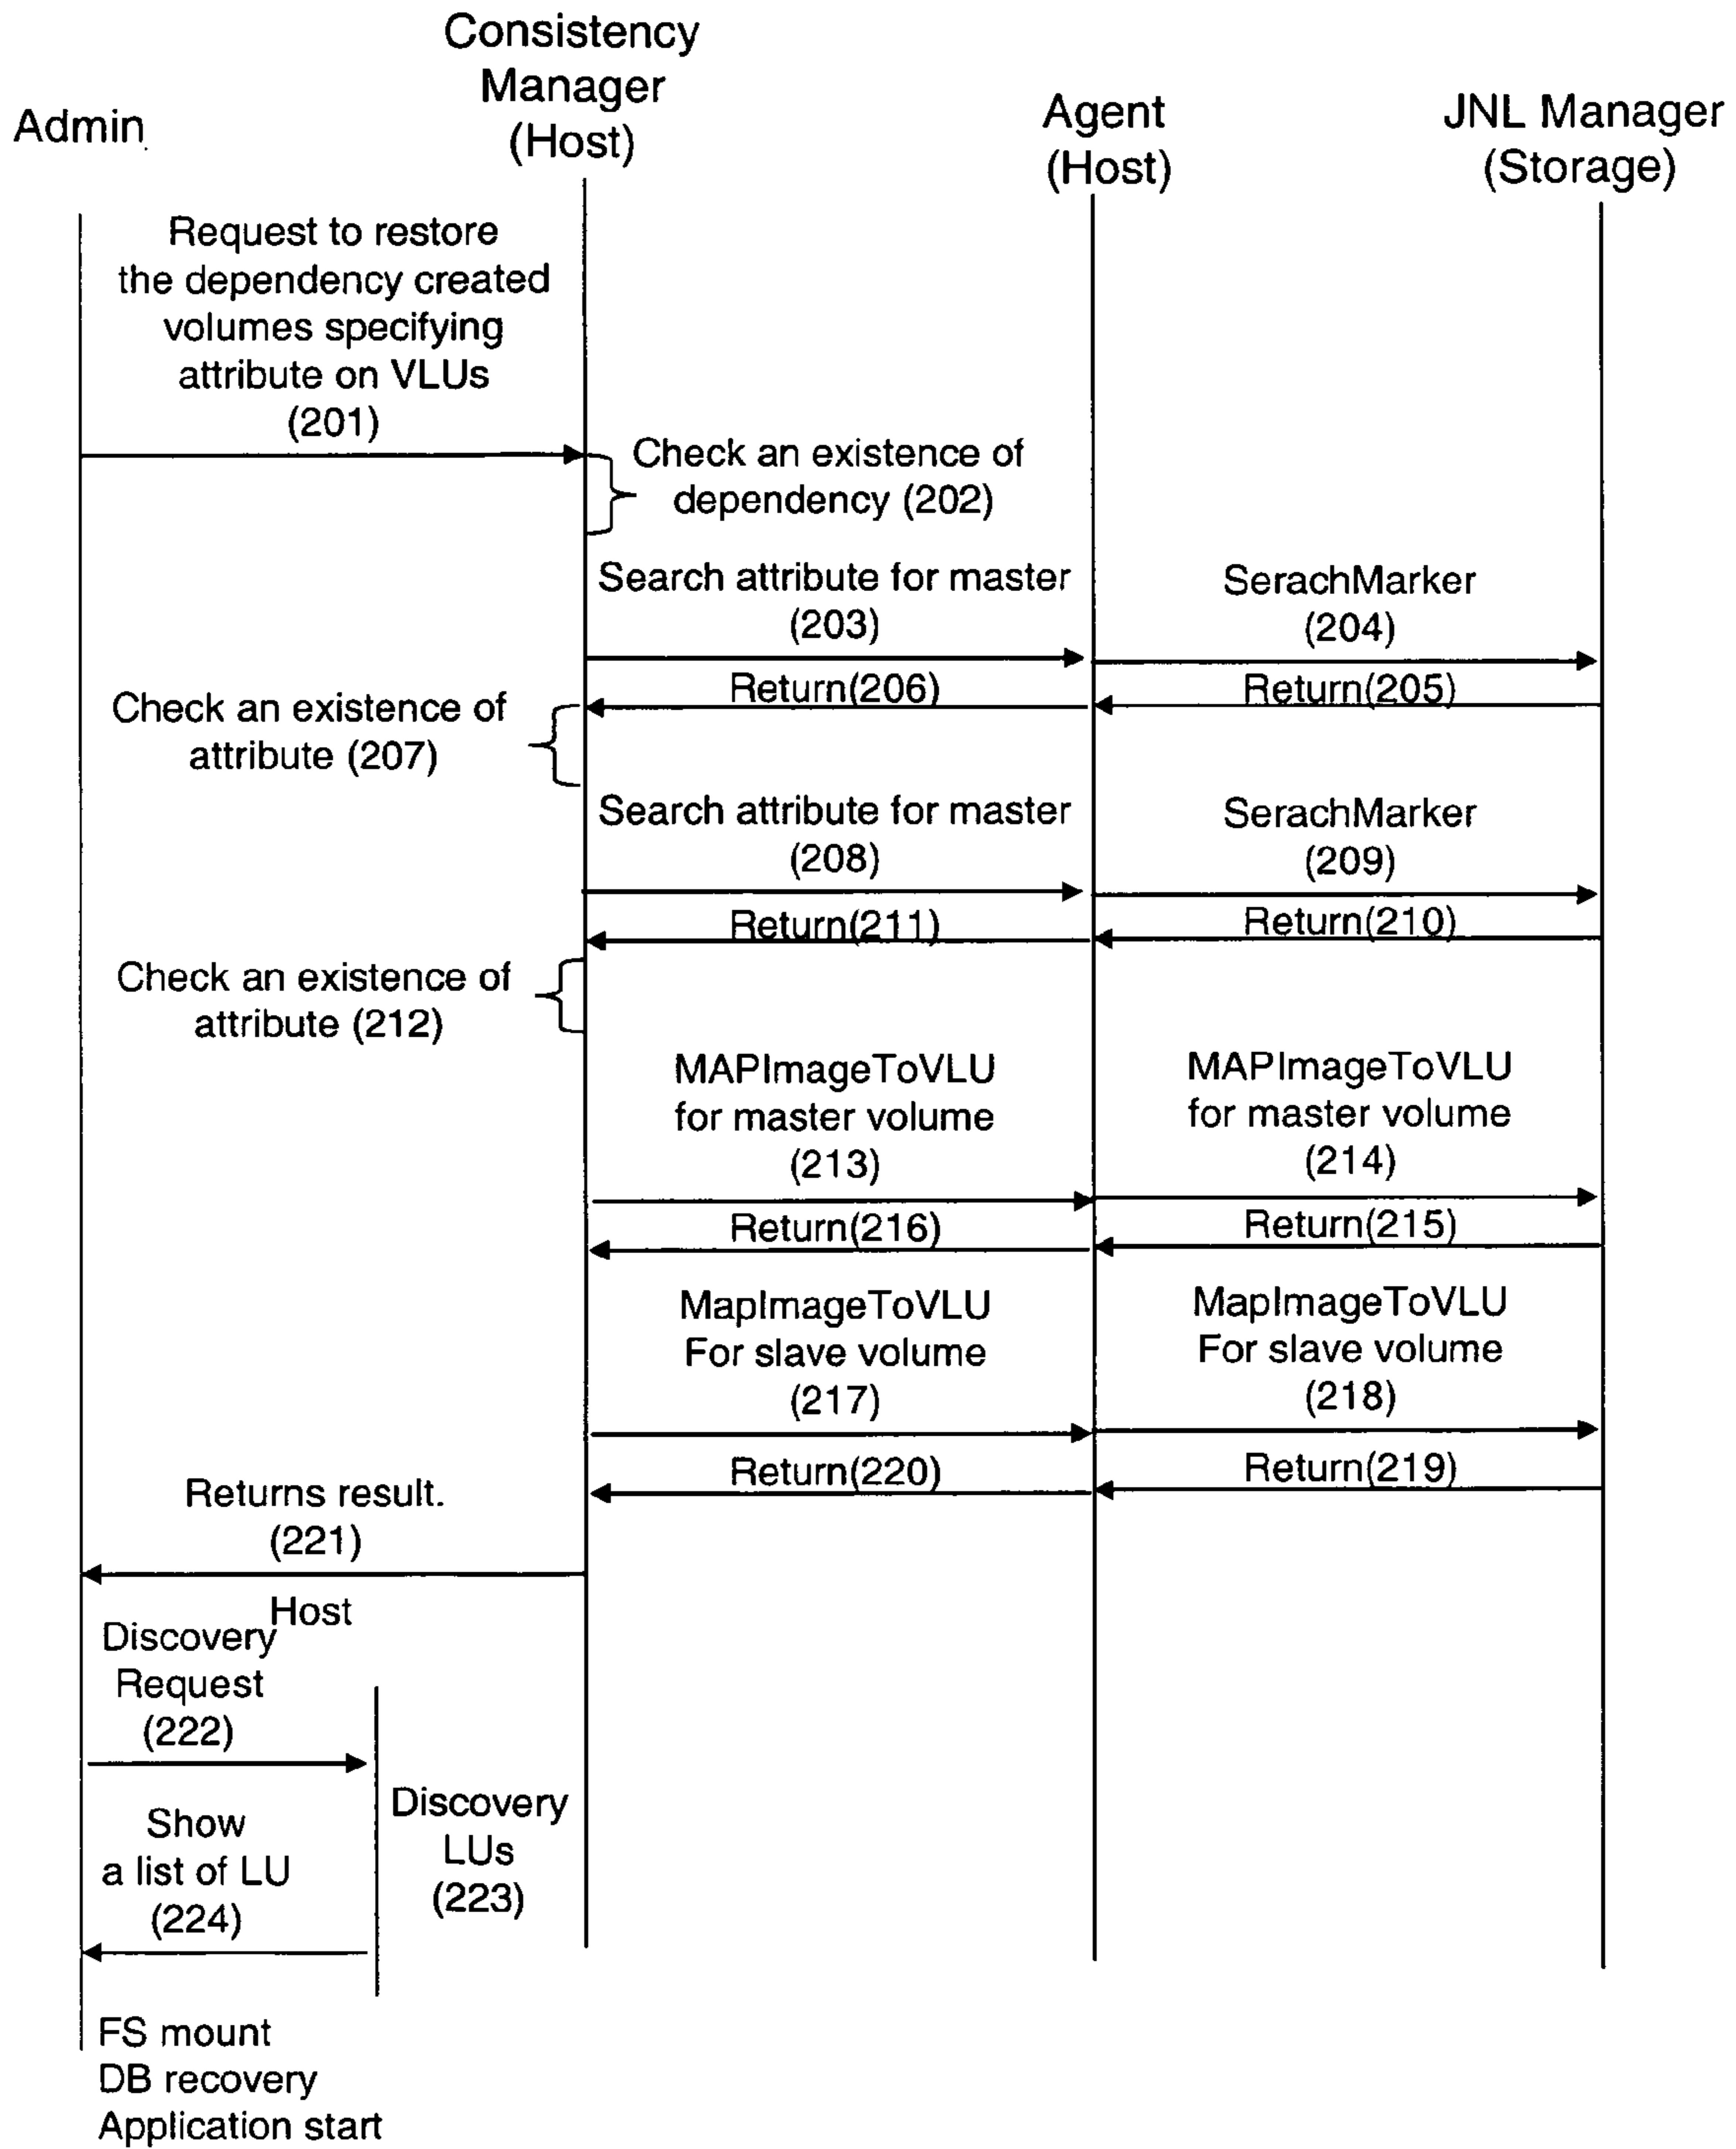 Consistency
Manager
(Host)
Admin
Agent
(Host)
JNL Manager
(Storage)
Request to restore
the dependency created
volumes specifying
attribute on VLUs
(201)
Check an existence of
dependency (202)
Search attribute for master
(203)
SerachMarker
(204)
Return(206)
Return(205)
Check an existence of
attribute (207)
Search attribute for master
(208)
SerachMarker
(209)
Return(211)
Return(210)
Check an existence of
attribute (212)
MAPImageToVLU
for master volume
(213)
MAPImageToVLU
for master volume
(214)
Return(216)
Return(215)
MapImageToVLU
For slave volume
(217)
MapImageToVLU
For slave volume
(218)
Return(220)
Return(219)
Returns result.
(221)
Host
Discovery
Request
(222)
Discovery
LUs
(223)
Show
a list of LU
(224)
FS mount
DB recovery
Application start